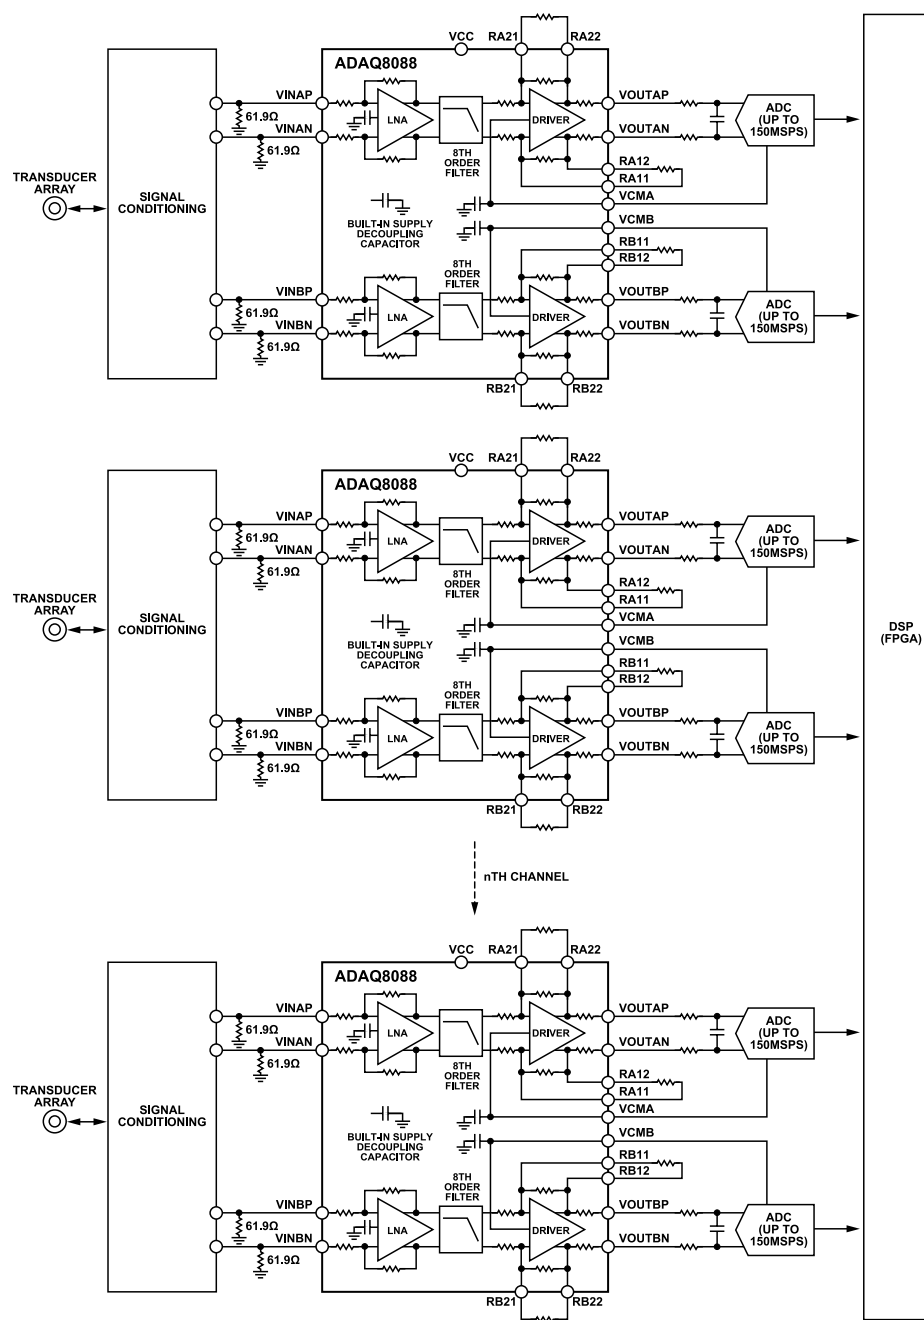 VCC
RA21
RA22
ADAQ8088
VINAP
61.9Ω
VINAN
61.9Ω
LNA
8TH
ORDER
FILTER
DRIVER
VOUTAP
VOUTAN
RA12
RA11
VCMA
ADC
(UP TO
150MSPS)
TRANSDUCER
ARRAY
SIGNAL
CONDITIONING
BUILT-IN SUPPLY
DECOUPLING
CAPACITOR
VCMB
RB11
RB12
VINBP
61.9Ω
VINBN
61.9Ω
LNA
8TH
ORDER
FILTER
DRIVER
VOUTBP
VOUTBN
ADC
(UP TO
150MSPS)
RB21
RB22
VCC
RA21
RA22
ADAQ8088
VINAP
61.9Ω
VINAN
61.9Ω
LNA
8TH
ORDER
FILTER
DRIVER
VOUTAP
VOUTAN
RA12
RA11
VCMA
ADC
(UP TO
150MSPS)
TRANSDUCER
ARRAY
SIGNAL
CONDITIONING
BUILT-IN SUPPLY
DECOUPLING
CAPACITOR
DSP
(FPGA)
VCMB
RB11
RB12
VINBP
61.9Ω
VINBN
61.9Ω
LNA
8TH
ORDER
FILTER
DRIVER
VOUTBP
VOUTBN
ADC
(UP TO
150MSPS)
RB21
RB22
nTH CHANNEL
VCC
RA21
RA22
ADAQ8088
VINAP
61.9Ω
VINAN
61.9Ω
LNA
8TH
ORDER
FILTER
DRIVER
VOUTAP
VOUTAN
RA12
RA11
VCMA
ADC
(UP TO
150MSPS)
TRANSDUCER
ARRAY
SIGNAL
CONDITIONING
BUILT-IN SUPPLY
DECOUPLING
CAPACITOR
VCMB
RB11
RB12
VINBP
61.9Ω
VINBN
61.9Ω
LNA
8TH
ORDER
FILTER
DRIVER
VOUTBP
VOUTBN
ADC
(UP TO
150MSPS)
RB21
RB22